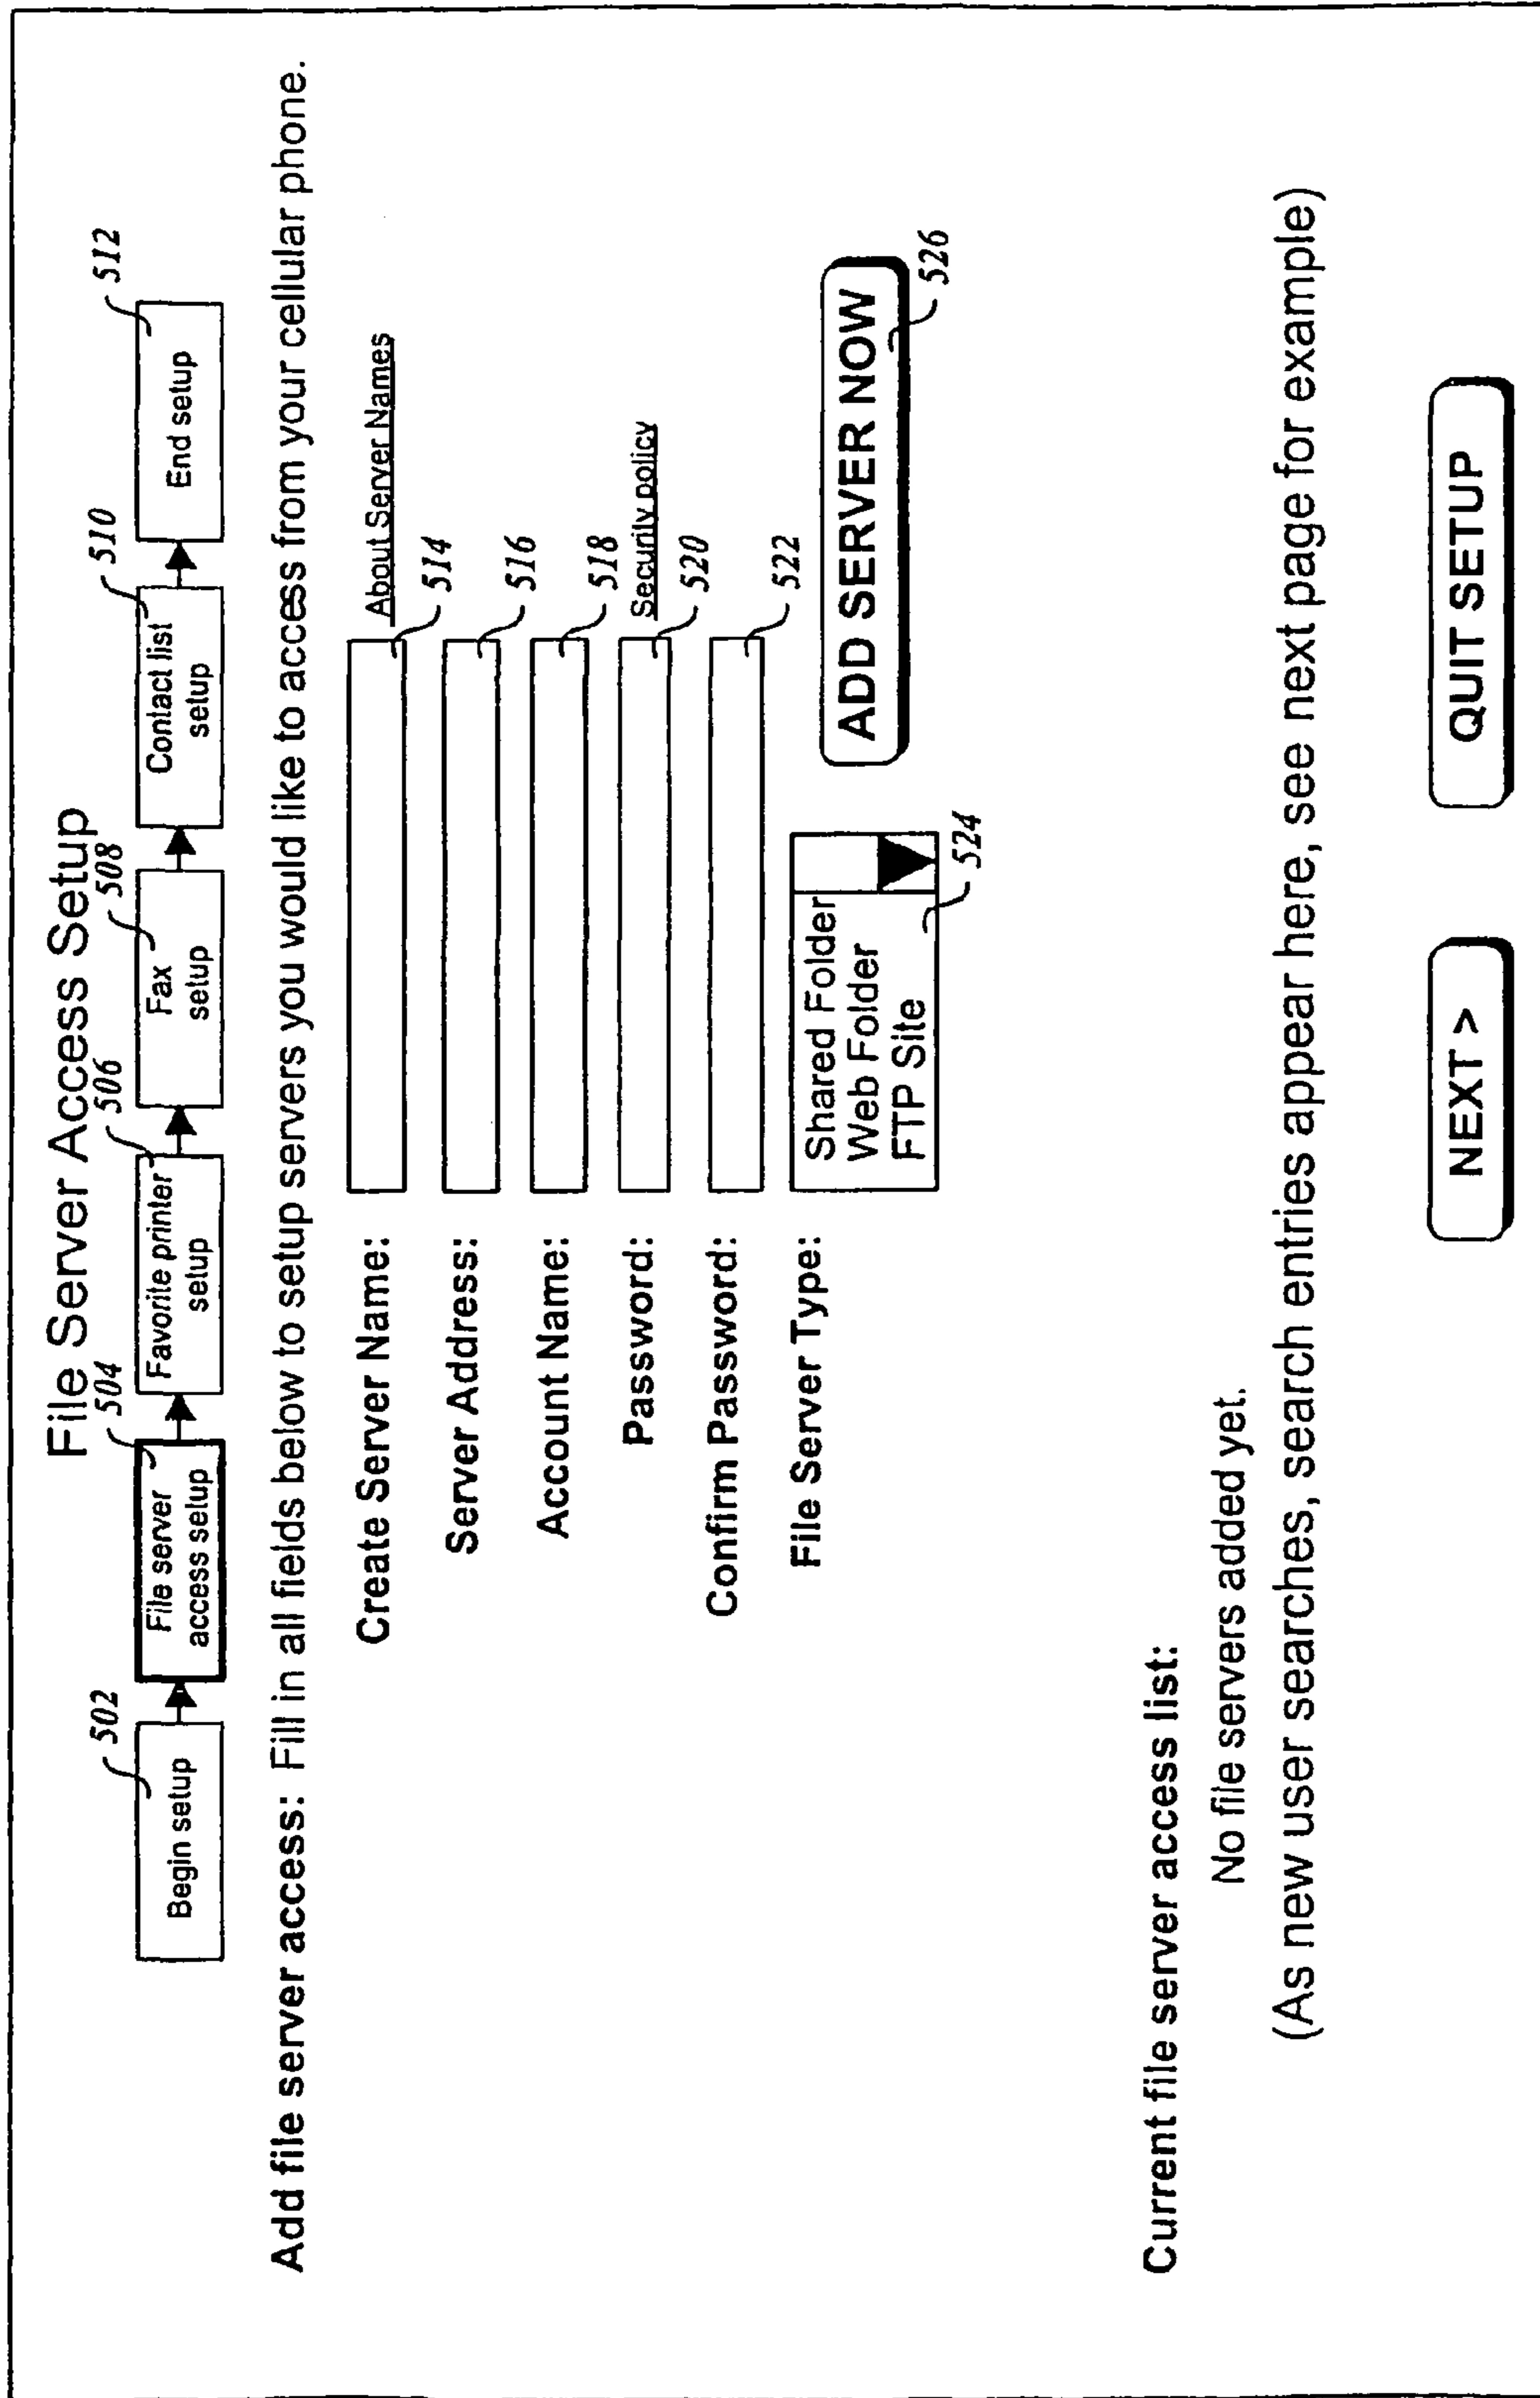 File Server Access Setup
502 504 506 508 510 512
Begin setup
File server
access setup
Favorite printer
setup
Fax
setup
Contact list
setup
End setup
Add file server access: Fill in all fields below to setup servers you would like to access from your cellular phone.
Create Server Name: About Server Names
514
Server Address: 516
Account Name: 518
Password: Security policy
520
Confirm Password: 522
File Server Type: Shared Folder
Web Folder
FTP Site
524
ADD SERVER NOW
526
Current file server access list:
No file servers added yet.
(As new user searches, search entries appear here, see next page for example)
NEXT > QUIT SETUP